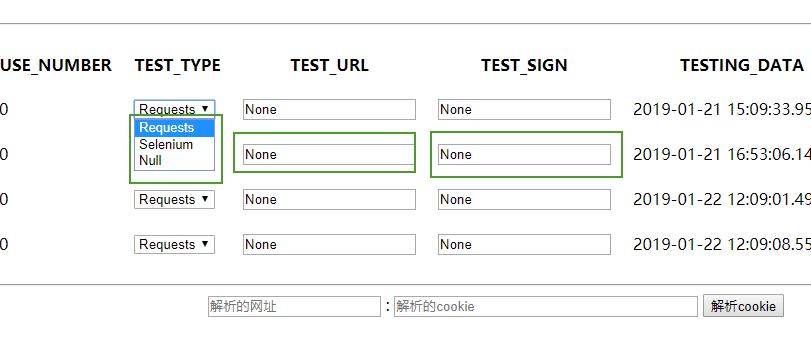 USE_NUMBER TEST_TYPE TEST_URL TEST_SIGN TESTING_DATA
0 Requests None None 2019-01-21 15:09:33.95
Requests
Selenium
Null
0 None None 2019-01-21 16:53:06.14
0 Requests None None 2019-01-22 12:09:01.49
0 Requests None None 2019-01-22 12:09:08.55
解析的网址 : 解析的cookie 解析cookie